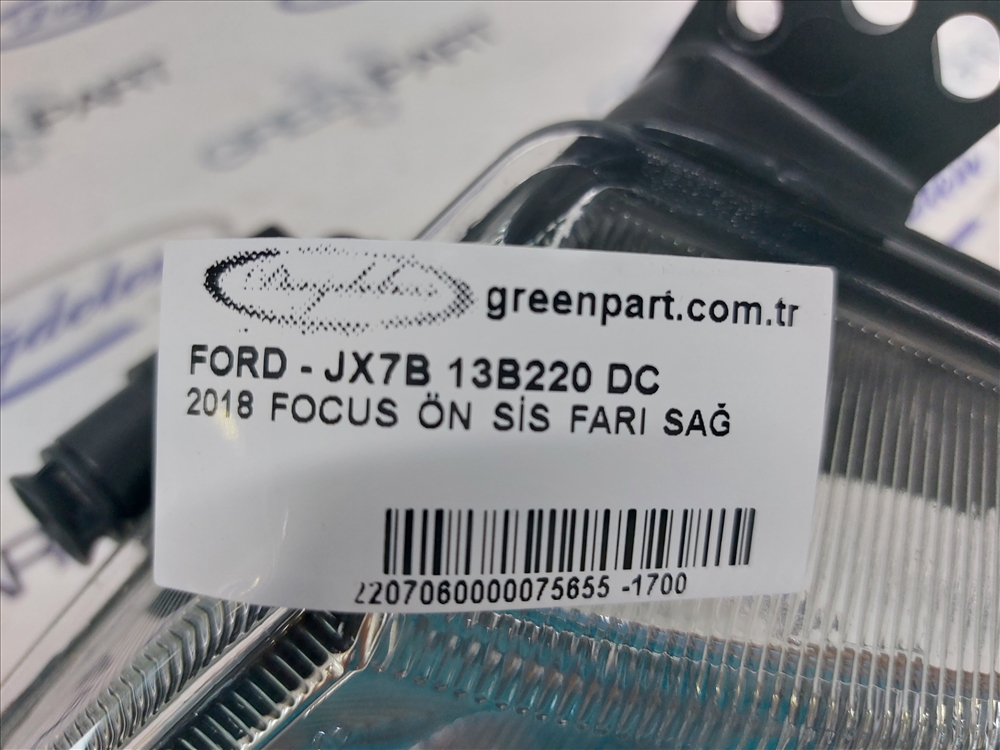 greenpart.com.tr
FORD - JX7B 13B220 DC
2018 FOCUS ÖN SİS FARI SAĞ
2207060000075655 -1700